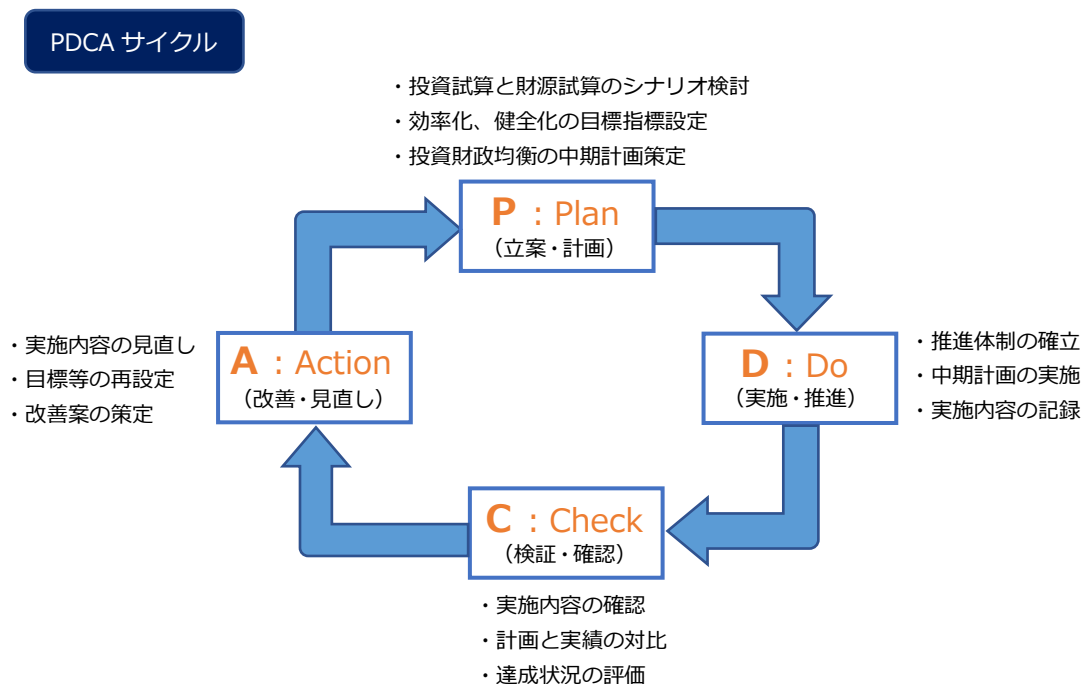 PDCA サイクル
・投資試算と財源試算のシナリオ検討
・効率化、健全化の目標指標設定
・投資財政均衡の中期計画策定
P : Plan
（立案・計画）
D : Do
（実施・推進）
・推進体制の確立
・中期計画の実施
・実施内容の記録
C : Check
（検証・確認）
・実施内容の確認
・計画と実績の対比
・達成状況の評価
A : Action
（改善・見直し）
・実施内容の見直し
・目標等の再設定
・改善案の策定